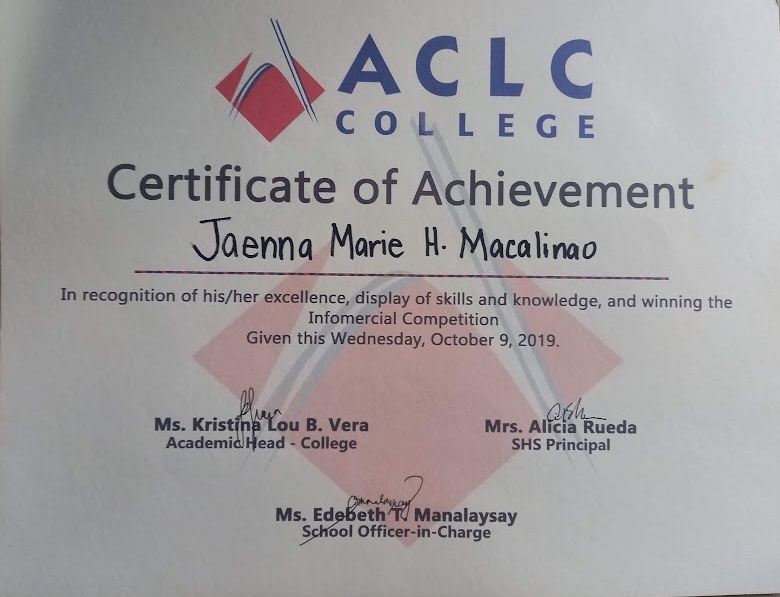 ACLC
COLLEGE
Certificate of Achievement
Jaenna Marie H. Macalinao
In recognition of his/her excellence, display of skills and knowledge, and winning the
Infomercial Competition
Given this Wednesday, October 9, 2019.
Ms. Kristina Lou B. Vera
Academic Head - College
Mrs. Alicia Rueda
SHS Principal
Ms. Edebeth T. Manalaysay
School Officer-in-Charge